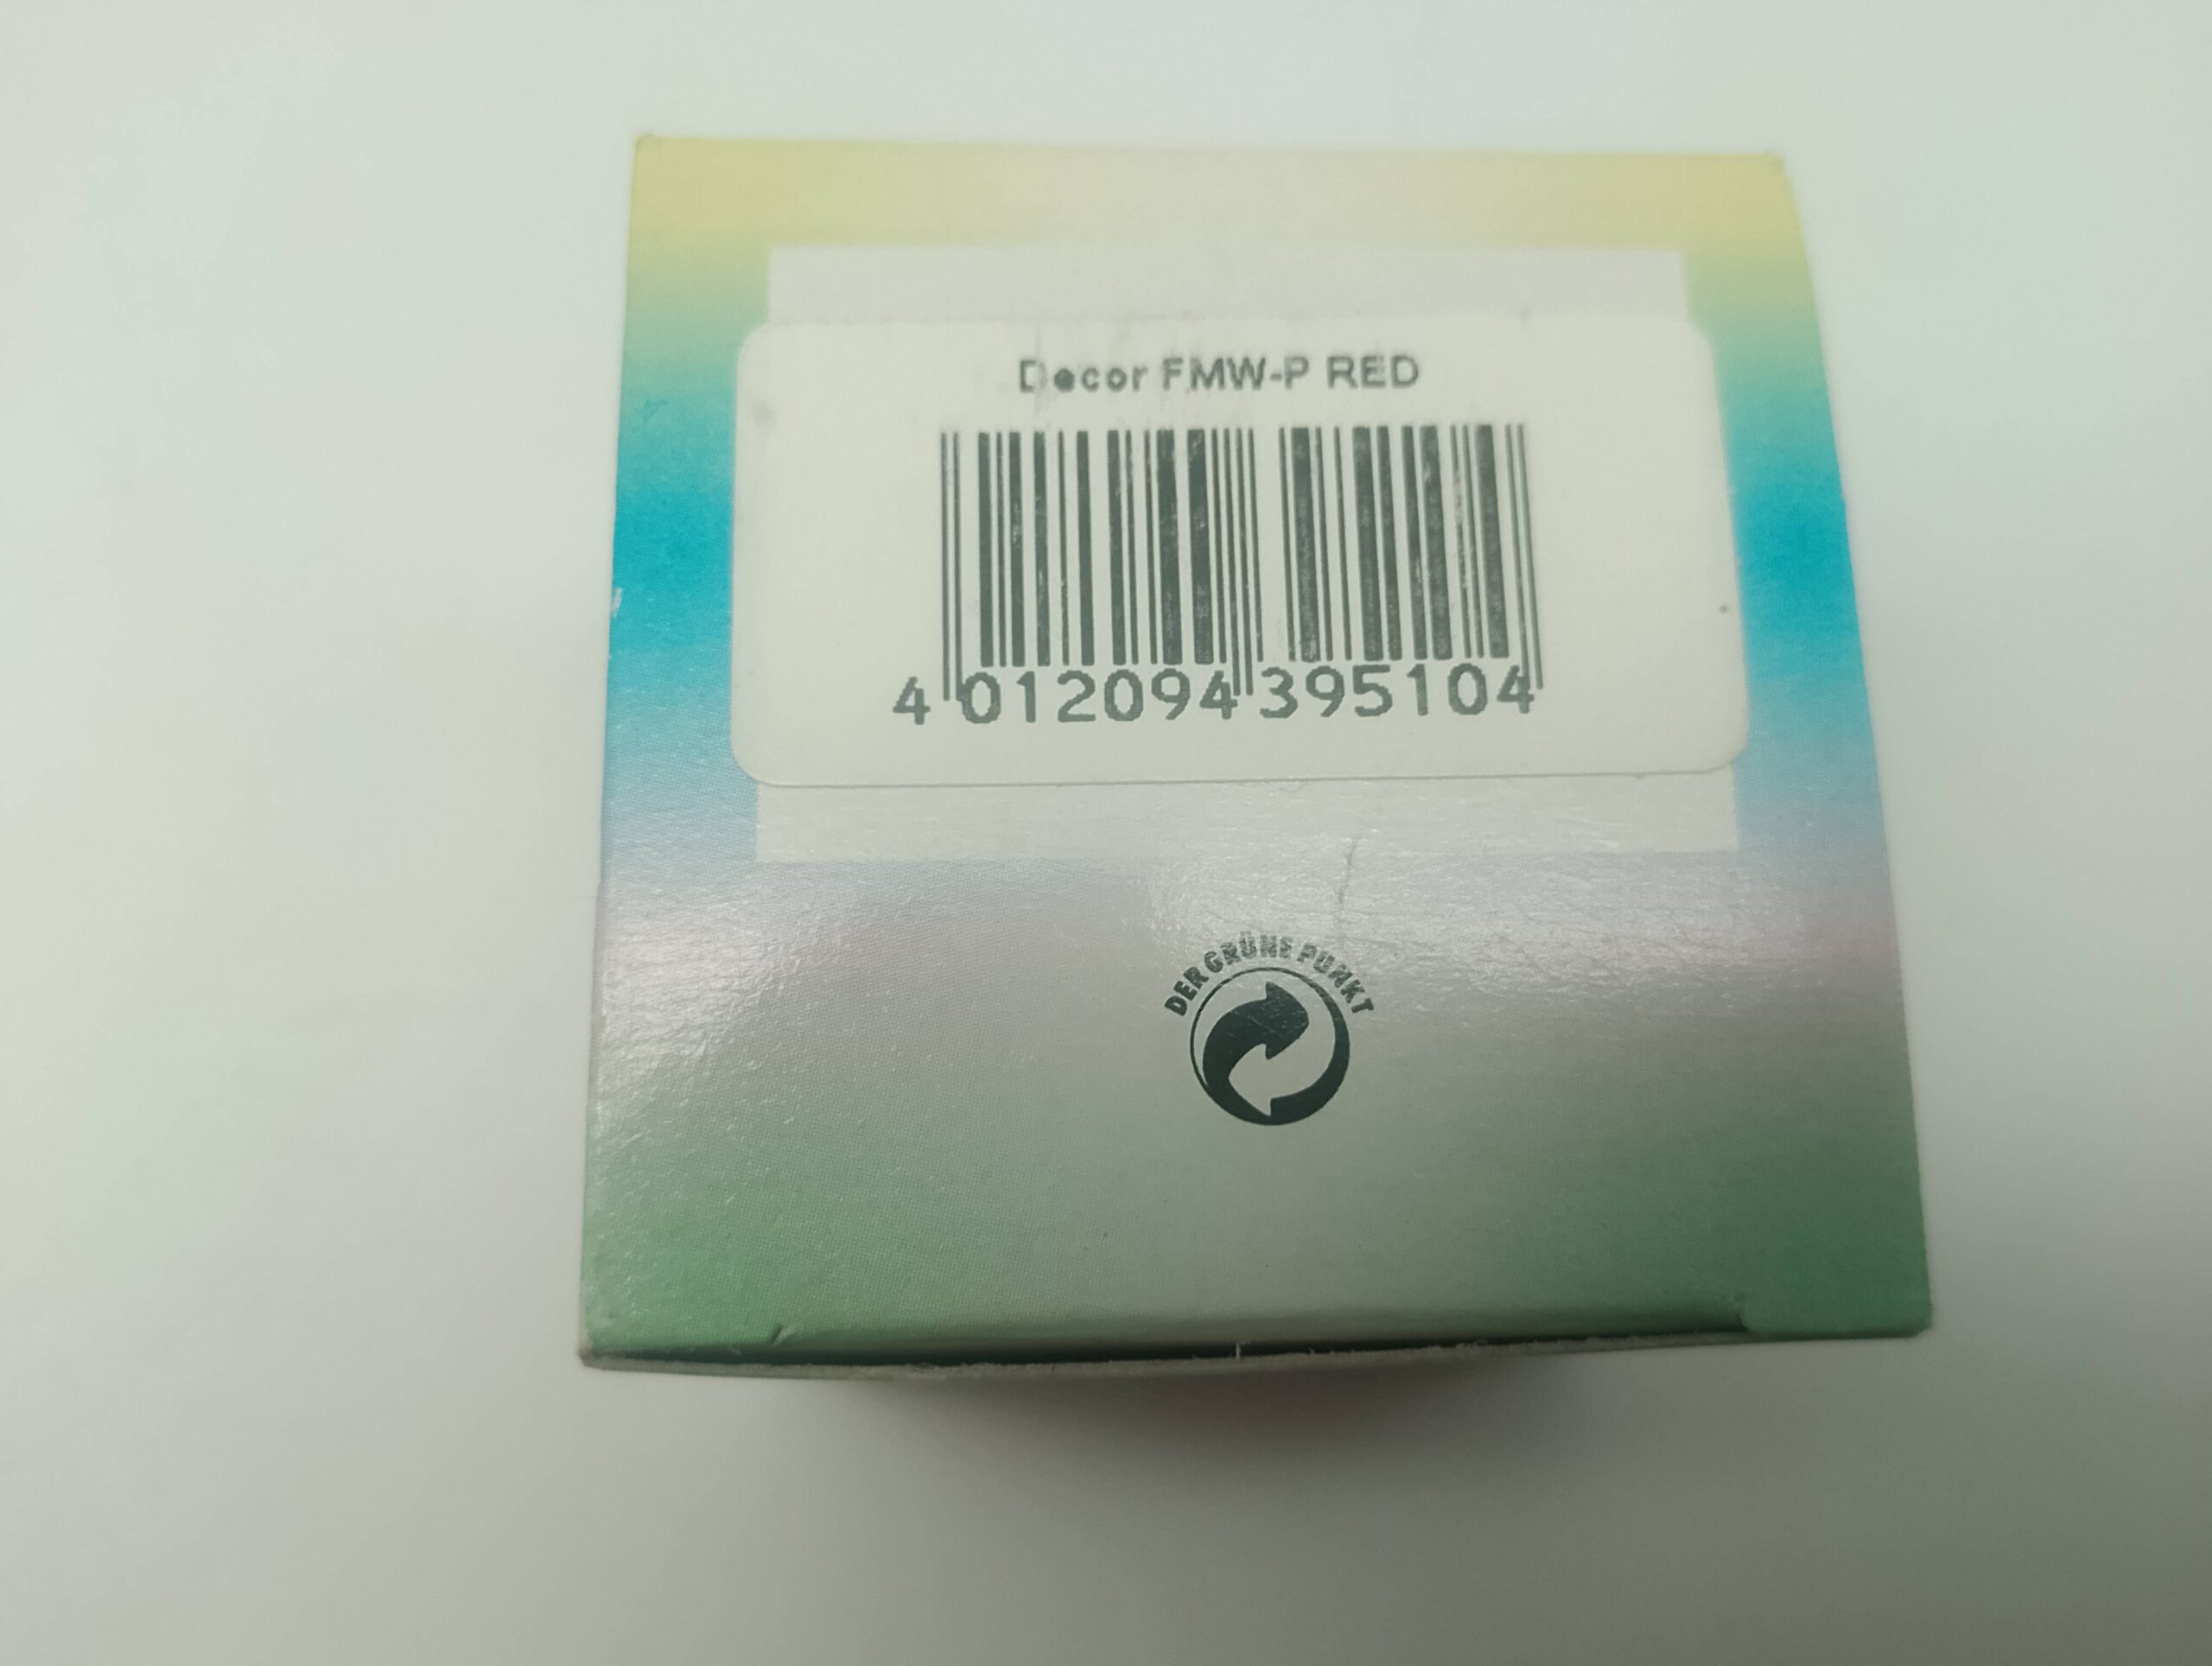 Decor FMW-P RED
4 012094 395104
DER GRÜNE PUNKT